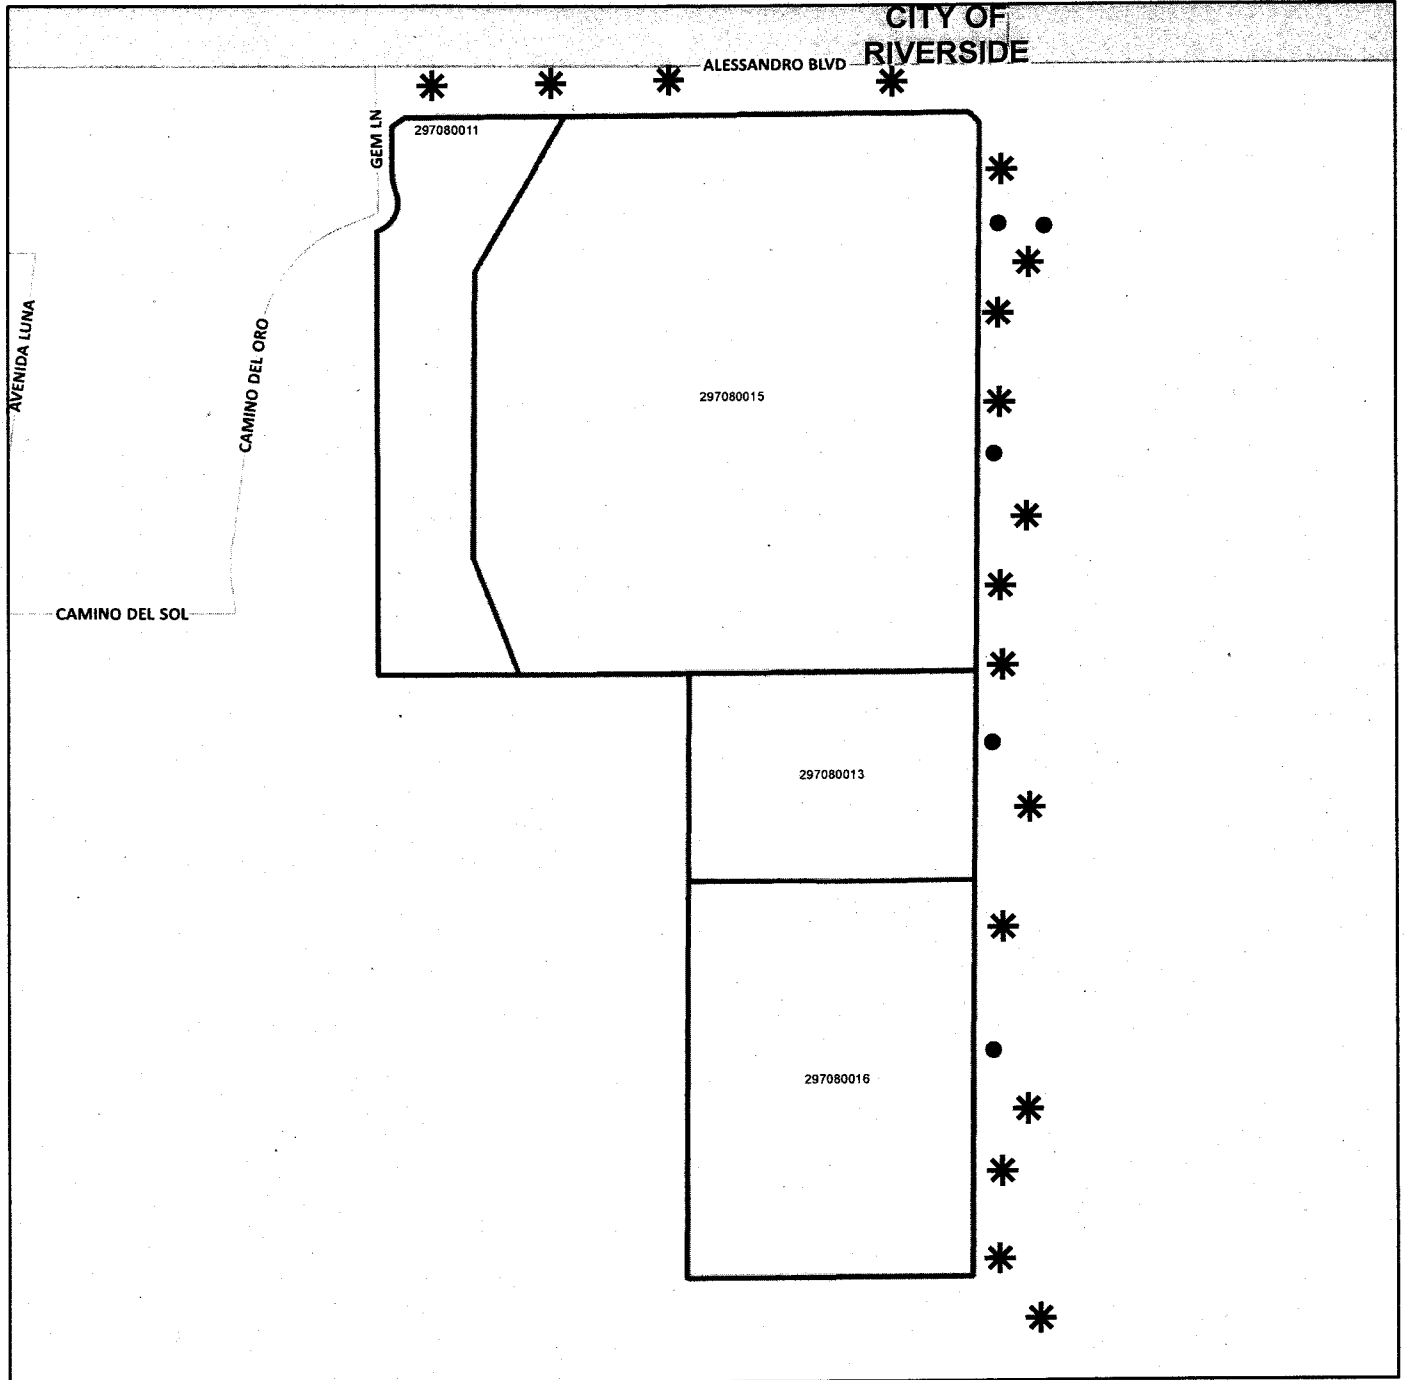 CITY OF
RIVERSIDE
ALESSANDRO BLVD
GEM LN
297080011
AVENIDA LUNA
CAMINO DEL ORO
297080015
CAMINO DEL SOL
297080013
297080016